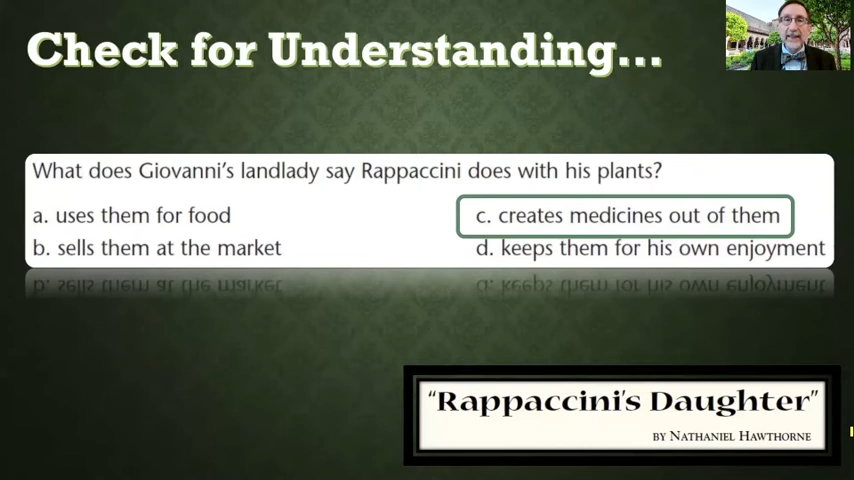 Check for Understanding...
What does Giovanni's landlady say Rappaccini does with his plants?
a. uses them for food
c. creates medicines out of them
b. sells them at the market
d. keeps them for his own enjoyment
"Rappaccini's Daughter"
BY NATHANIEL HAWTHORNE